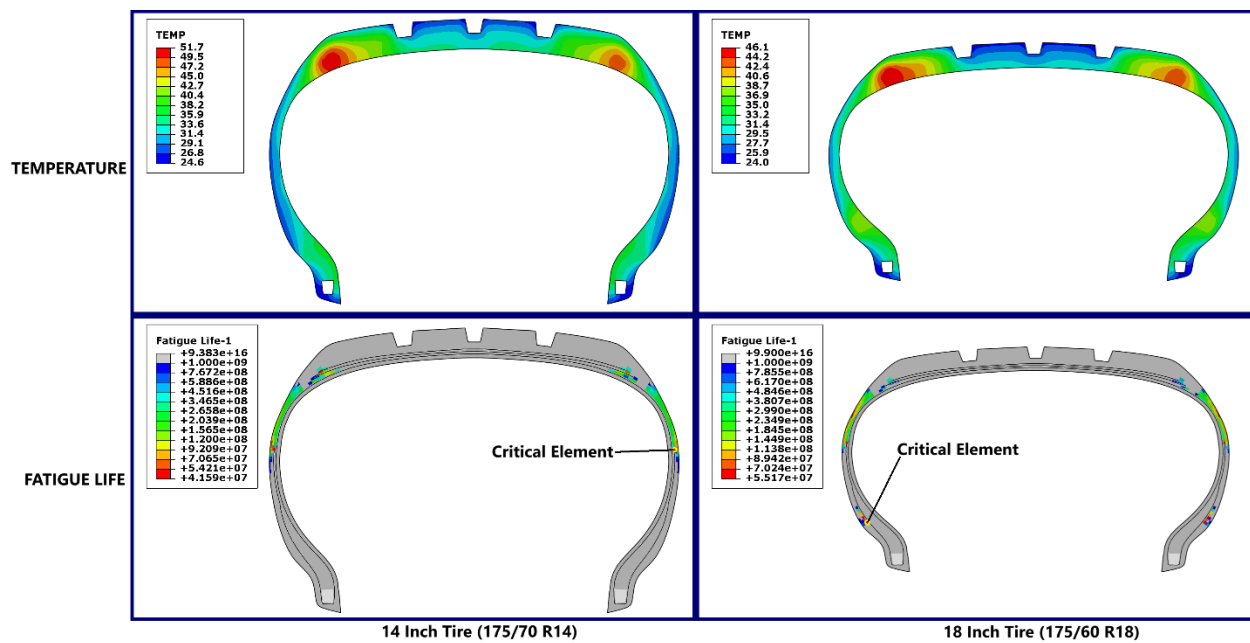 TEMP
51.7
49.5
47.2
45.0
42.7
40.4
38.2
35.9
33.6
31.4
29.1
26.8
24.6
TEMP
46.1
44.2
42.4
40.6
38.7
36.9
35.0
33.2
31.4
29.5
27.7
25.9
24.0
TEMPERATURE
Fatigue Life-1
+9.383e+16
+1.000e+09
+7.672e+08
+5.886e+08
+4.516e+08
+3.465e+08
+2.658e+08
+2.039e+08
+1.565e+08
+1.200e+08
+9.209e+07
+7.065e+07
+5.421e+07
+4.159e+07
Critical Element
Fatigue Life-1
+9.900e+16
+1.000e+09
+7.855e+08
+6.170e+08
+4.846e+08
+3.807e+08
+2.990e+08
+2.349e+08
+1.845e+08
+1.449e+08
+1.138e+08
+8.942e+07
+7.024e+07
+5.517e+07
Critical Element
FATIGUE LIFE
14 Inch Tire (175/70 R14)
18 Inch Tire (175/60 R18)